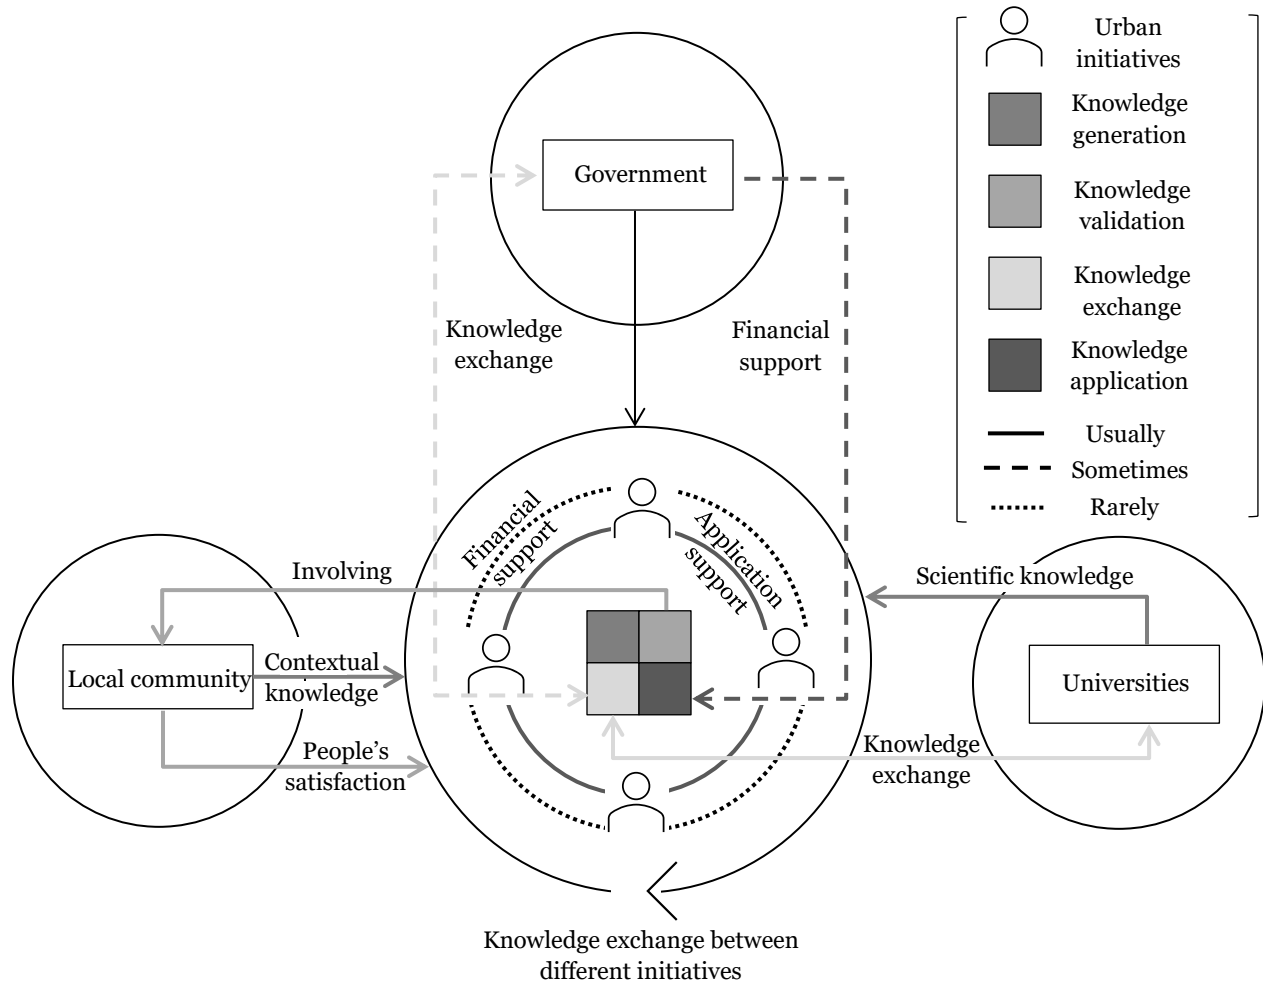 Urban
initiatives
Knowledge
generation
Knowledge
validation
Knowledge
exchange
Knowledge
application
Usually
Sometimes
Rarely
Government
Knowledge
exchange
Financial
support
Financial
support
Application
support
Involving
Local community
Contextual
knowledge
People's
satisfaction
Scientific knowledge
Universities
Knowledge
exchange
Knowledge exchange between
different initiatives